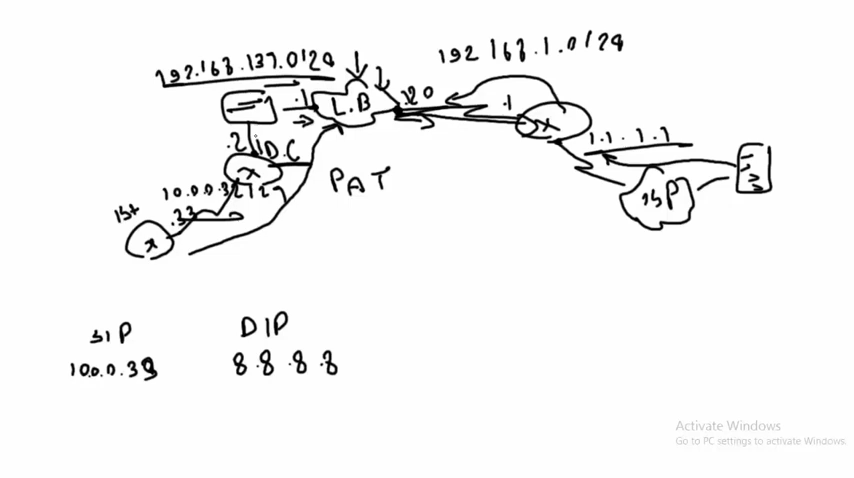 192.168.137.0/24
192 168.1.0/24
.1
L.B
.20
.1
.2
D.C
1.1.1.1
PAT
10.0.0.32/27
.33
ISP
SIP
DIP
10.0.0.33
8.8.8.8
Activate Windows
Go to PC settings to activate Windows.